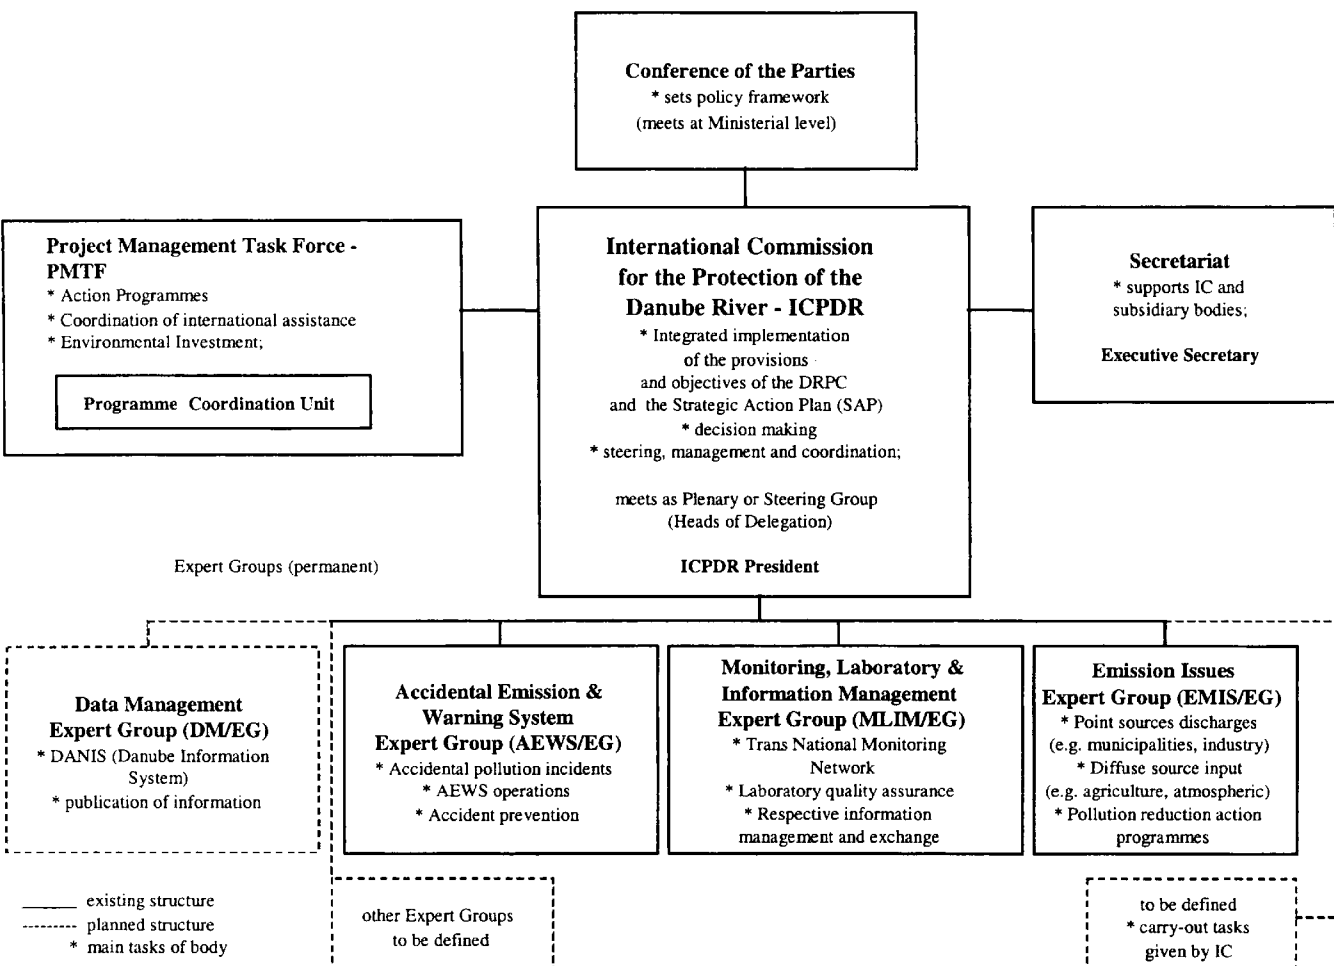 Conference of the Parties
* sets policy framework
(meets at Ministerial level)
Project Management Task Force -
PMTF
* Action Programmes
* Coordination of international assistance
* Environmental Investment;
Programme Coordination Unit
International Commission
for the Protection of the
Danube River - ICPDR
* Integrated implementation
of the provisions
and objectives of the DRPC
and the Strategic Action Plan (SAP)
* decision making
* steering, management and coordination;
meets as Plenary or Steering Group
(Heads of Delegation)
ICPDR President
Secretariat
* supports IC and
subsidiary bodies;
Executive Secretary
Expert Groups (permanent)
Data Management
Expert Group (DM/EG)
* DANIS (Danube Information
System)
* publication of information
Accidental Emission &
Warning System
Expert Group (AEWS/EG)
* Accidental pollution incidents
* AEWS operations
* Accident prevention
Monitoring, Laboratory &
Information Management
Expert Group (MLIM/EG)
* Trans National Monitoring
Network
* Laboratory quality assurance
* Respective information
management and exchange
Emission Issues
Expert Group (EMIS/EG)
* Point sources discharges
(e.g. municipalities, industry)
* Diffuse source input
(e.g. agriculture, atmospheric)
* Pollution reduction action
programmes
existing structure
planned structure
* main tasks of body
other Expert Groups
to be defined
to be defined
* carry-out tasks
given by IC